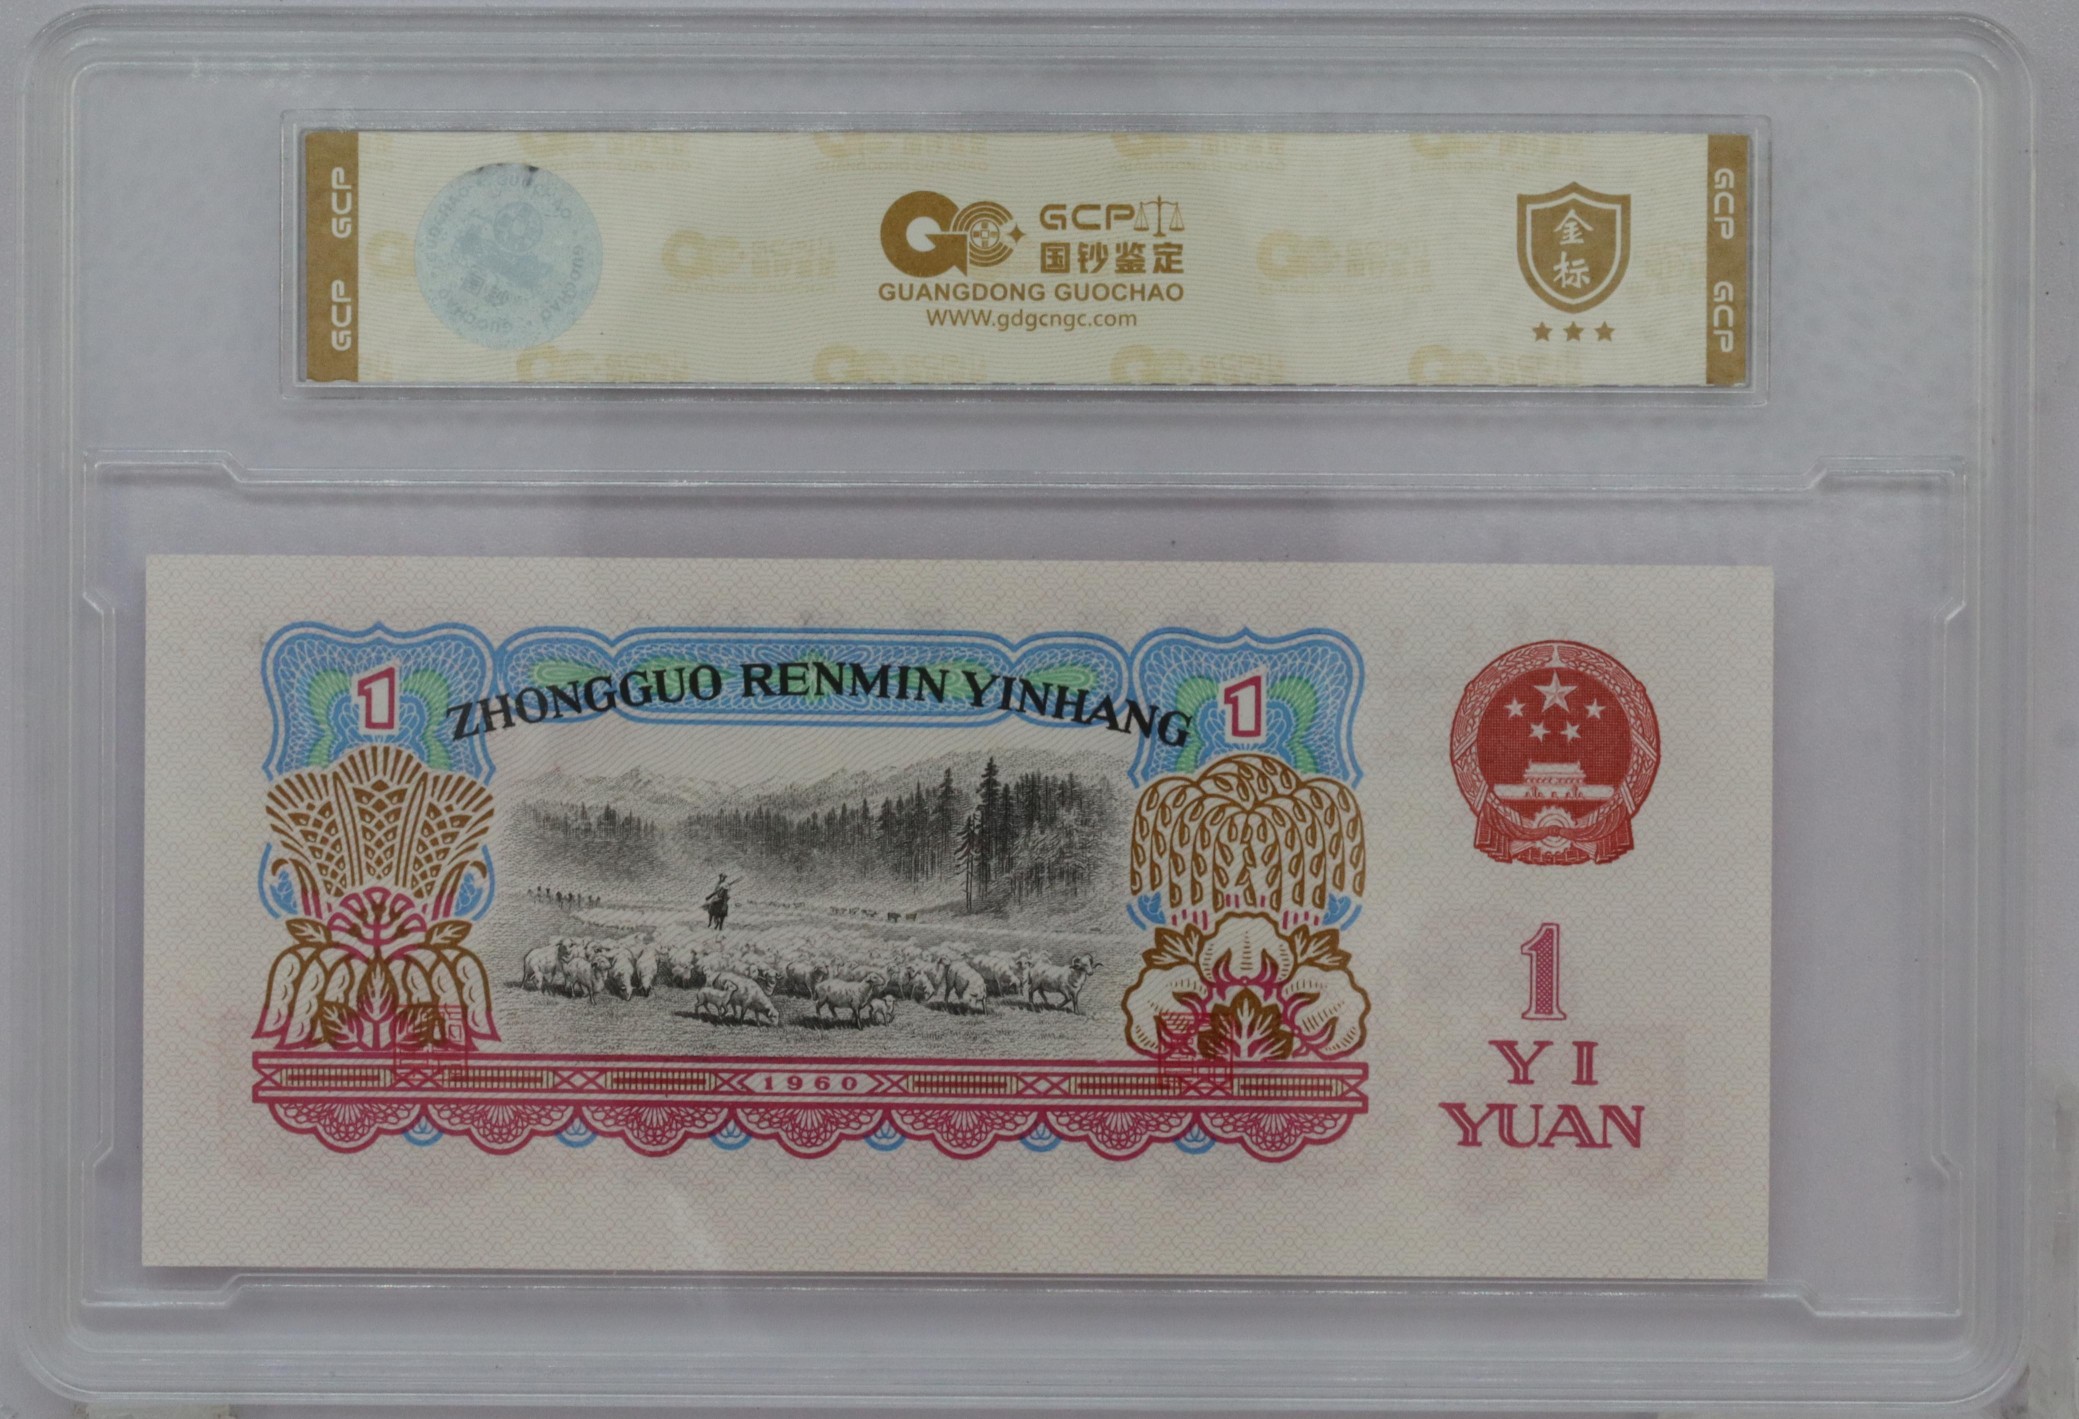 GCP GCP
GCP
国钞鉴定
GUANGDONG GUOCHAO
WWW.gdgcngc.com
金
标
GCP GCP
1
ZHONGGUO RENMIN YINHANG
1
1960
1
YI
YUAN